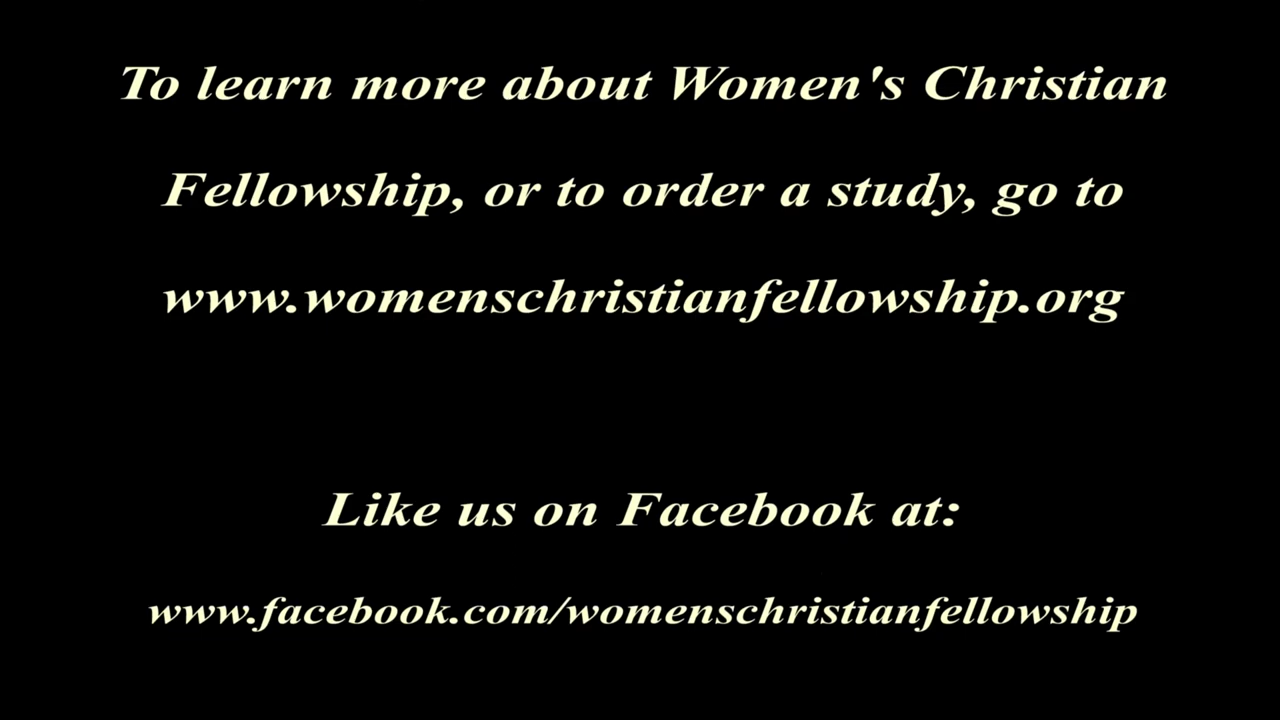 To learn more about Women's Christian
Fellowship, or to order a study, go to
www.womenschristianfellowship.org
Like us on Facebook at:
www.facebook.com/womenschristianfellowship